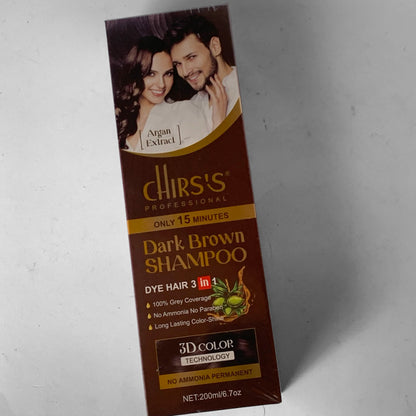 [ Argan
Extract ]
CHIRS'S®
PROFESSIONAL
ONLY 15 MINUTES
Dark Brown
SHAMPOO
DYE HAIR 3 in 1
100% Grey Coverage
No Ammonia No Paraben
Long Lasting Color-Shine
3D COLOR
TECHNOLOGY
NO AMMONIA PERMANENT
NET:200ml/6.7oz